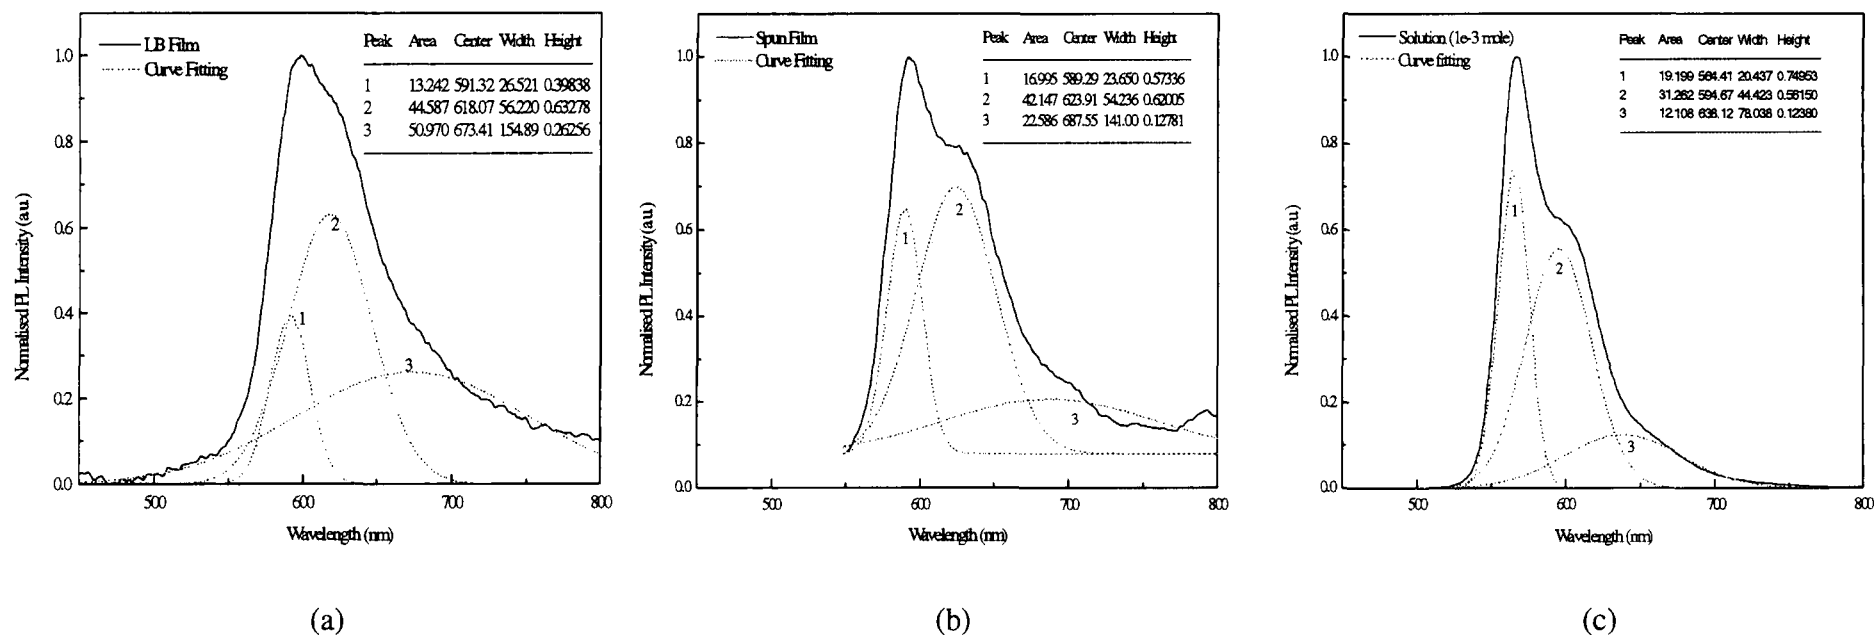 LB Film
Curve Fitting
Peak Area Center Width Height
1 13.242 591.32 26.521 0.39838
2 44.587 618.07 56.220 0.63278
3 50.970 673.41 154.89 0.26256
1.0
0.8
0.6
0.4
0.2
0.0
Normalised PL Intensity (a.u.)
1
2
3
500 600 700 800
Wavelength (nm)
(a)
Spun Film
Curve Fitting
Peak Area Center Width Height
1 16.995 589.29 23.650 0.57336
2 42.147 623.91 54.236 0.62005
3 22.586 687.55 141.00 0.12781
1.0
0.8
0.6
0.4
0.2
0.0
Normalised PL Intensity (a.u.)
1
2
3
500 600 700 800
Wavelength (nm)
(b)
Solution (1e-3 mole)
Curve fitting
Peak Area Center Width Height
1 19.199 564.41 20.437 0.74953
2 31.262 594.67 44.423 0.56150
3 12.106 638.12 78.038 0.12380
1.0
0.8
0.6
0.4
0.2
0.0
Normalised PL Intensity (a.u.)
1
2
3
500 600 700 800
Wavelength (nm)
(c)